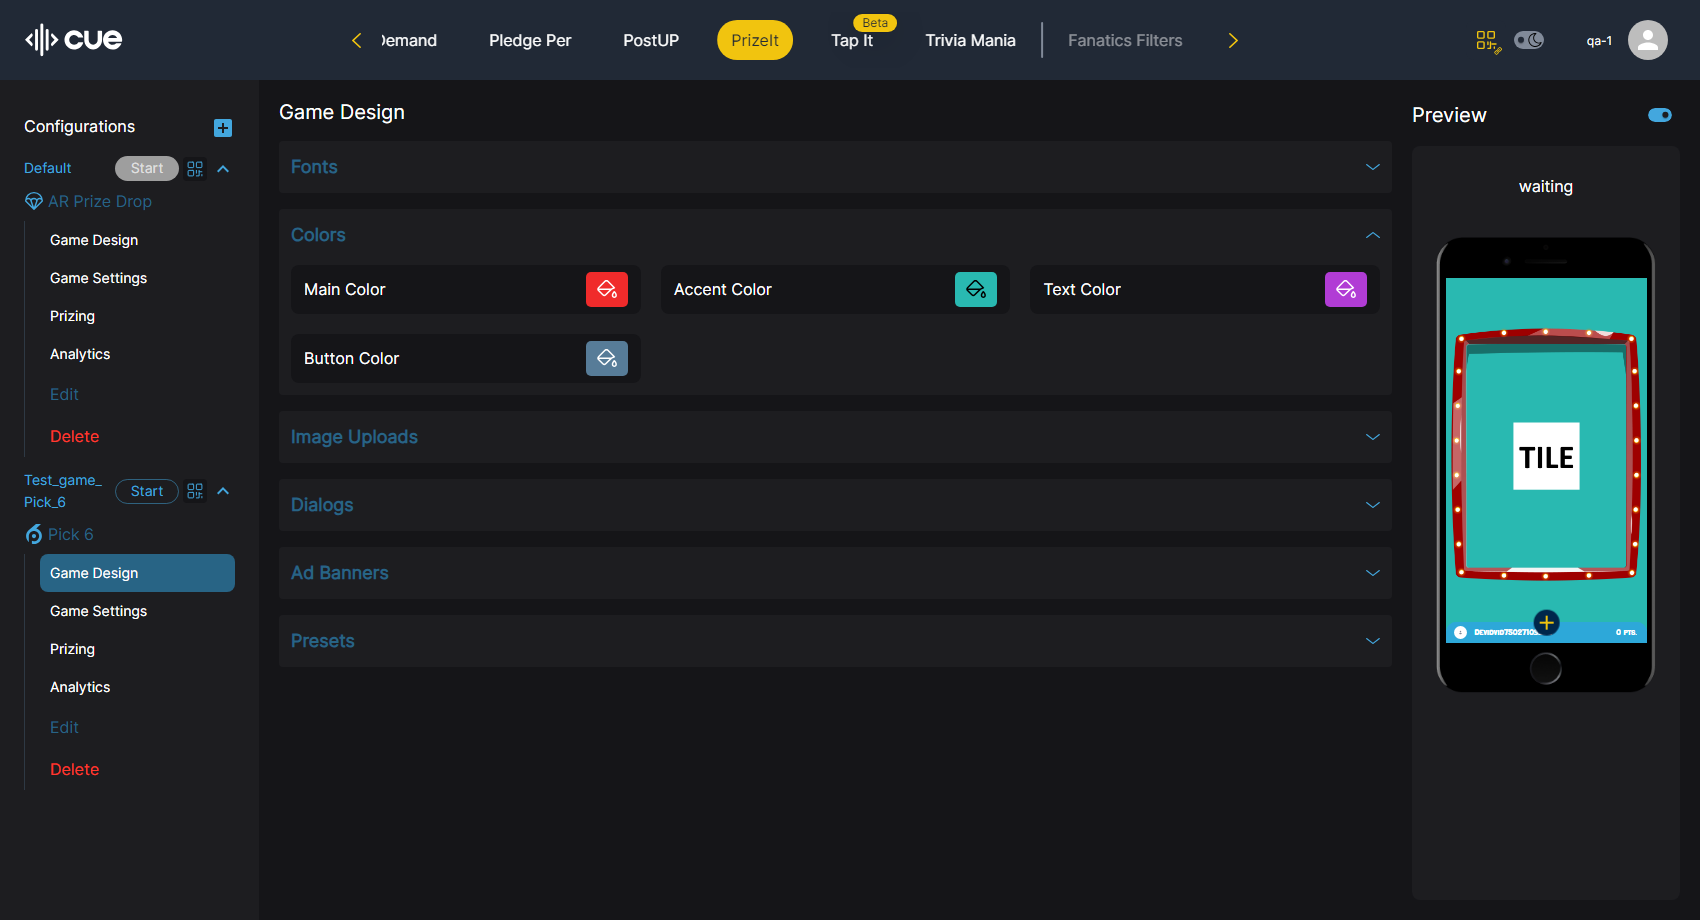 cue
Demand
Pledge Per
PostUP
PrizeIt
Beta
Tap It
Trivia Mania
Fanatics Filters
qa-1
Configurations
Default
Start
AR Prize Drop
Game Design
Game Settings
Prizing
Analytics
Edit
Delete
Test_game_
Pick_6
Start
Pick 6
Game Design
Game Settings
Prizing
Analytics
Edit
Delete
Game Design
Fonts
Colors
Main Color
Accent Color
Text Color
Button Color
Image Uploads
Dialogs
Ad Banners
Presets
Preview
waiting
TILE
0 PTS.